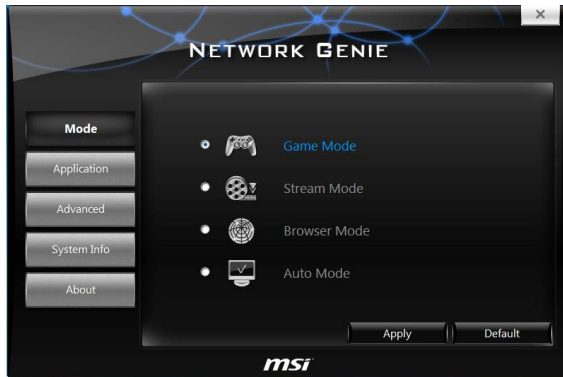 NETWORK GENIE
Mode
Application
Advanced
System Info
About
Game Mode
Stream Mode
Browser Mode
Auto Mode
Apply
Default
msi